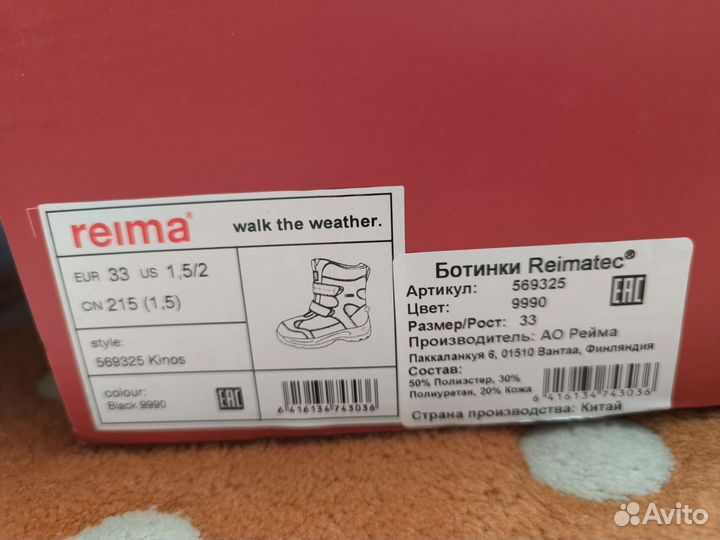 reima®
walk the weather.
EUR 33 US 1,5/2
CN 215 (1,5)
style:
569325 Kinos
colour:
Black 9990
EAC
6 416134 743036
Ботинки Reimatec®
Артикул: 569325
Цвет: 9990
Размер/Рост: 33
Производитель: АО Рейма
Паккаланкуя 6, 01510 Вантаа, Финляндия
Состав:
50% Полиэстер, 30%
Полиуретан, 20% Кожа
6 416134 743036
Страна производства: Китай
EAC
Avito